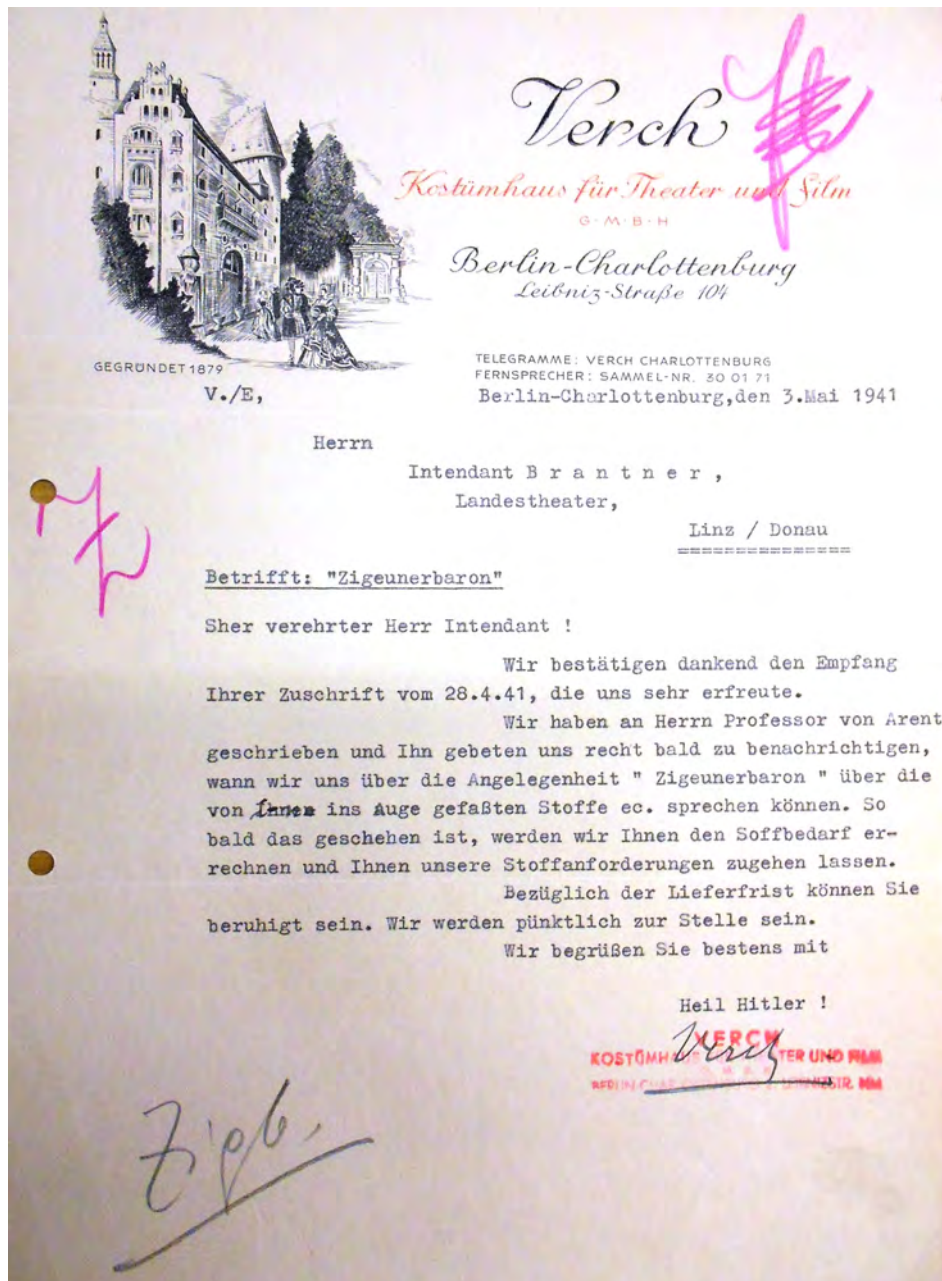 Verch
Kostümhaus für Theater und Film
G·M·B·H
Berlin-Charlottenburg
Leibniz-Straße 104
GEGRÜNDET 1879
TELEGRAMME: VERCH CHARLOTTENBURG
FERNSPRECHER: SAMMEL-NR. 30 01 71
V./E,
Berlin-Charlottenburg,den 3.Mai 1941
Herrn
Intendant B r a n t n e r ,
Landestheater,
Linz / Donau
===============
Betrifft: "Zigeunerbaron"
Sher verehrter Herr Intendant !
Wir bestätigen dankend den Empfang
Ihrer Zuschrift vom 28.4.41, die uns sehr erfreute.
Wir haben an Herrn Professor von Arent
geschrieben und Ihn gebeten uns recht bald zu benachrichtigen,
wann wir uns über die Angelegenheit " Zigeunerbaron " über die
von Ihnen ins Auge gefaßten Stoffe ec. sprechen können. So
bald das geschehen ist, werden wir Ihnen den Soffbedarf er-
rechnen und Ihnen unsere Stoffanforderungen zugehen lassen.
Bezüglich der Lieferfrist können Sie
beruhigt sein. Wir werden pünktlich zur Stelle sein.
Wir begrüßen Sie bestens mit
Heil Hitler !
VERCH
Verch
UND FILM
Zigb.